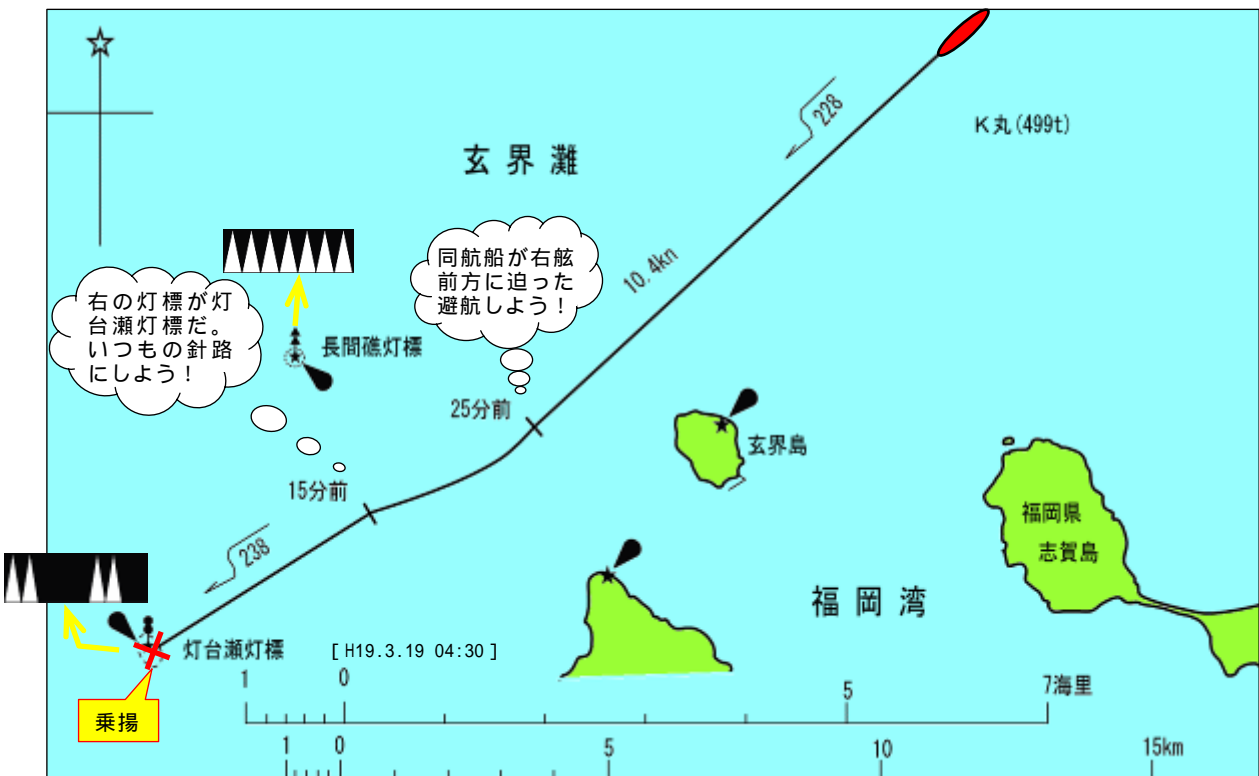 228
K丸(499t)
玄界灘
10.4kn
同航船が右舷
前方に迫った
避航しよう!
右の灯標が灯
台瀬灯標だ。
いつもの針路
にしよう!
長間礁灯標
25分前
玄界島
15分前
福岡県
志賀島
238
福岡湾
灯台瀬灯標
[H19.3.19 04:30]
乗揚
1 0 5 7海里
1 0 5 10 15km